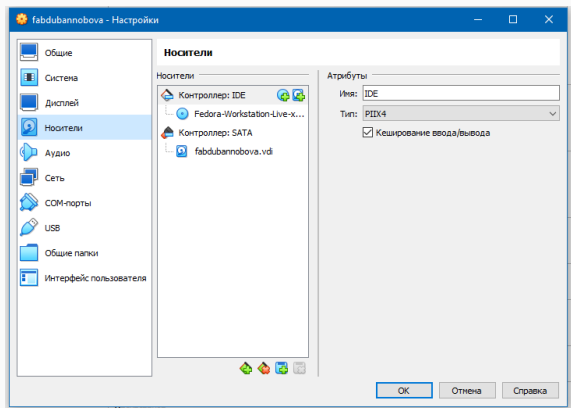 fabdubannobova - Настройки
Общие
Система
Дисплей
Носители
Аудио
Сеть
COM-порты
USB
Общие папки
Интерфейс пользователя
Носители
Носители
Контроллер: IDE
Fedora-Workstation-Live-x...
Контроллер: SATA
fabdubannobova.vdi
Атрибуты
Имя: IDE
Тип: PIIX4
Кеширование ввода/вывода
OK Отмена Справка